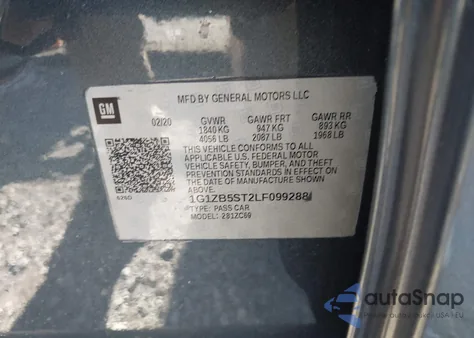 MFD BY GENERAL MOTORS LLC
GM
02/20 GVWR GAWR FRT GAWR RR
1840 KG 947 KG 893 KG
4056 LB 2087 LB 1968 LB
THIS VEHICLE CONFORMS TO ALL
APPLICABLE U.S. FEDERAL MOTOR
VEHICLE SAFETY, BUMPER, AND THEFT
PREVENTION STANDARDS IN EFFECT ON
THE DATE OF MANUFACTURE SHOWN
ABOVE.
1G1ZB5ST2LF099288
TYPE: PASS CAR
MODEL: 2S1ZC69
autoSnap